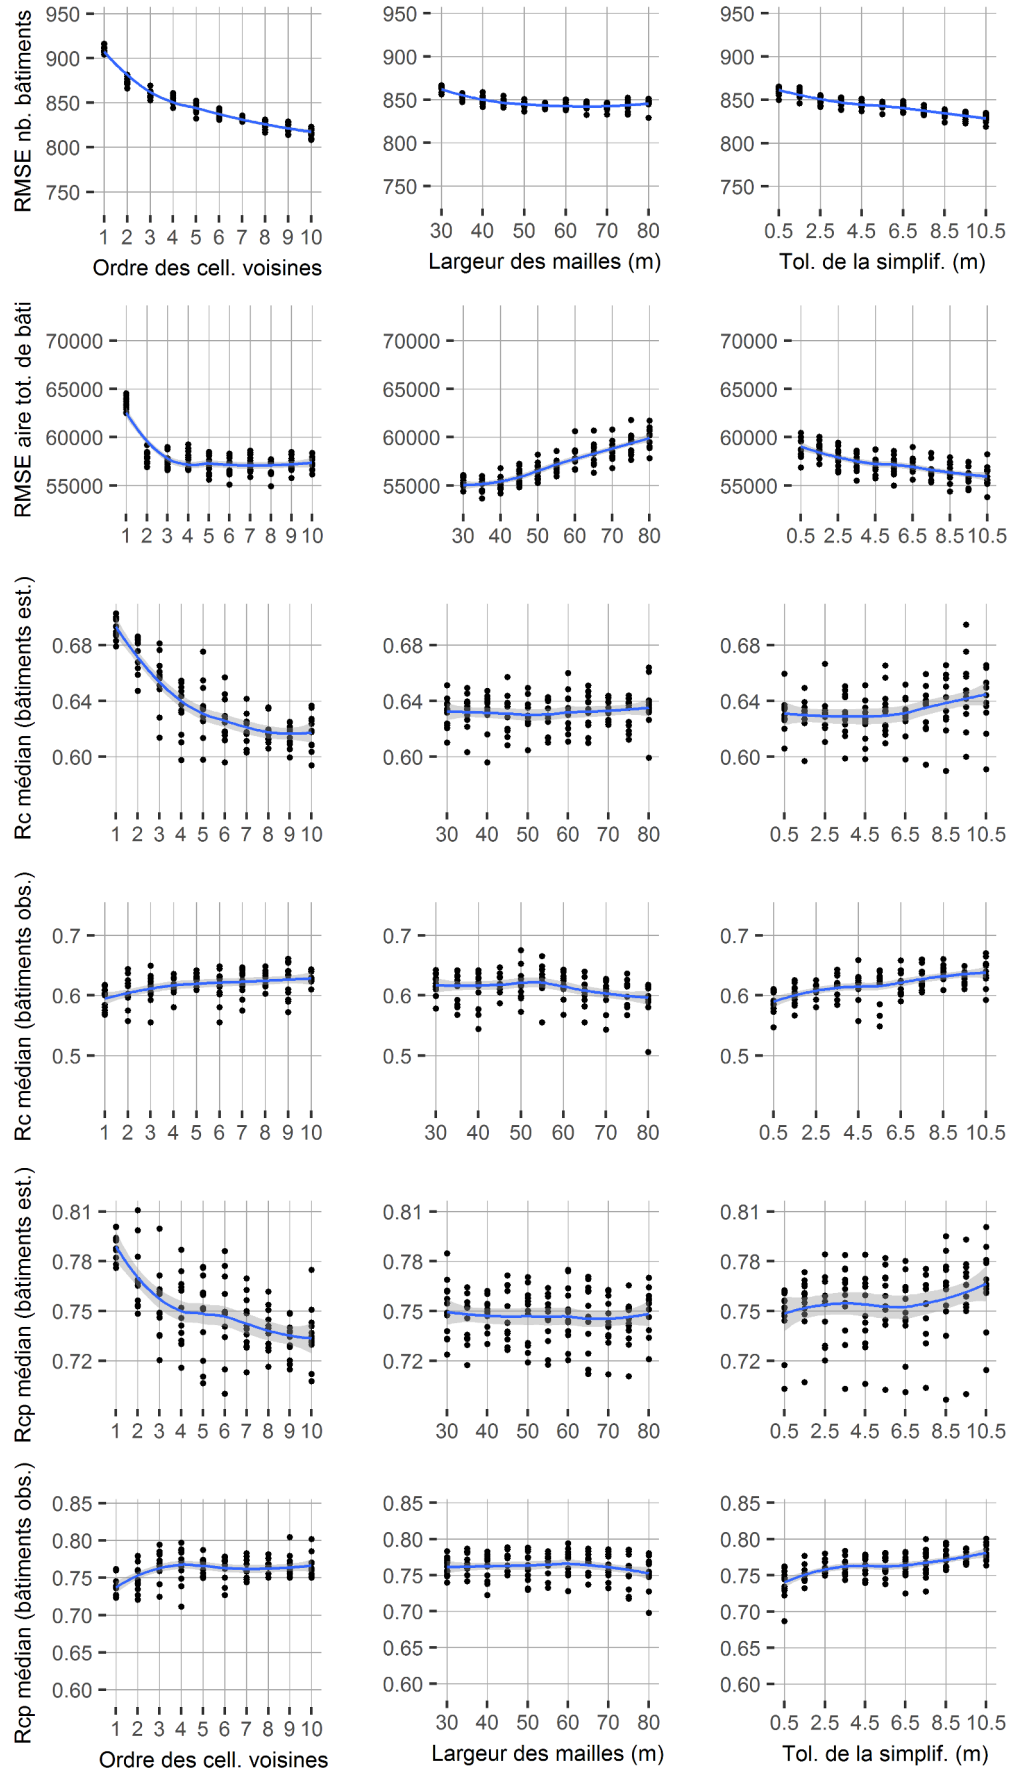 RMSE nb. bâtiments
950
900
850
800
750
1 2 3 4 5 6 7 8 9 10
Ordre des cell. voisines
950
900
850
800
750
30 40 50 60 70 80
Largeur des mailles (m)
950
900
850
800
750
0.5 2.5 4.5 6.5 8.5 10.5
Tol. de la simplif. (m)
RMSE aire tot. de bâti
70000
65000
60000
55000
1 2 3 4 5 6 7 8 9 10
70000
65000
60000
55000
30 40 50 60 70 80
70000
65000
60000
55000
0.5 2.5 4.5 6.5 8.5 10.5
Rc médian (bâtiments est.)
0.68
0.64
0.60
1 2 3 4 5 6 7 8 9 10
0.68
0.64
0.60
30 40 50 60 70 80
0.68
0.64
0.60
0.5 2.5 4.5 6.5 8.5 10.5
Rc médian (bâtiments obs.)
0.7
0.6
0.5
1 2 3 4 5 6 7 8 9 10
0.7
0.6
0.5
30 40 50 60 70 80
0.7
0.6
0.5
0.5 2.5 4.5 6.5 8.5 10.5
Rcp médian (bâtiments est.)
0.81
0.78
0.75
0.72
1 2 3 4 5 6 7 8 9 10
0.81
0.78
0.75
0.72
30 40 50 60 70 80
0.81
0.78
0.75
0.72
0.5 2.5 4.5 6.5 8.5 10.5
Rcp médian (bâtiments obs.)
0.85
0.80
0.75
0.70
0.65
0.60
1 2 3 4 5 6 7 8 9 10
Ordre des cell. voisines
0.85
0.80
0.75
0.70
0.65
0.60
30 40 50 60 70 80
Largeur des mailles (m)
0.85
0.80
0.75
0.70
0.65
0.60
0.5 2.5 4.5 6.5 8.5 10.5
Tol. de la simplif. (m)